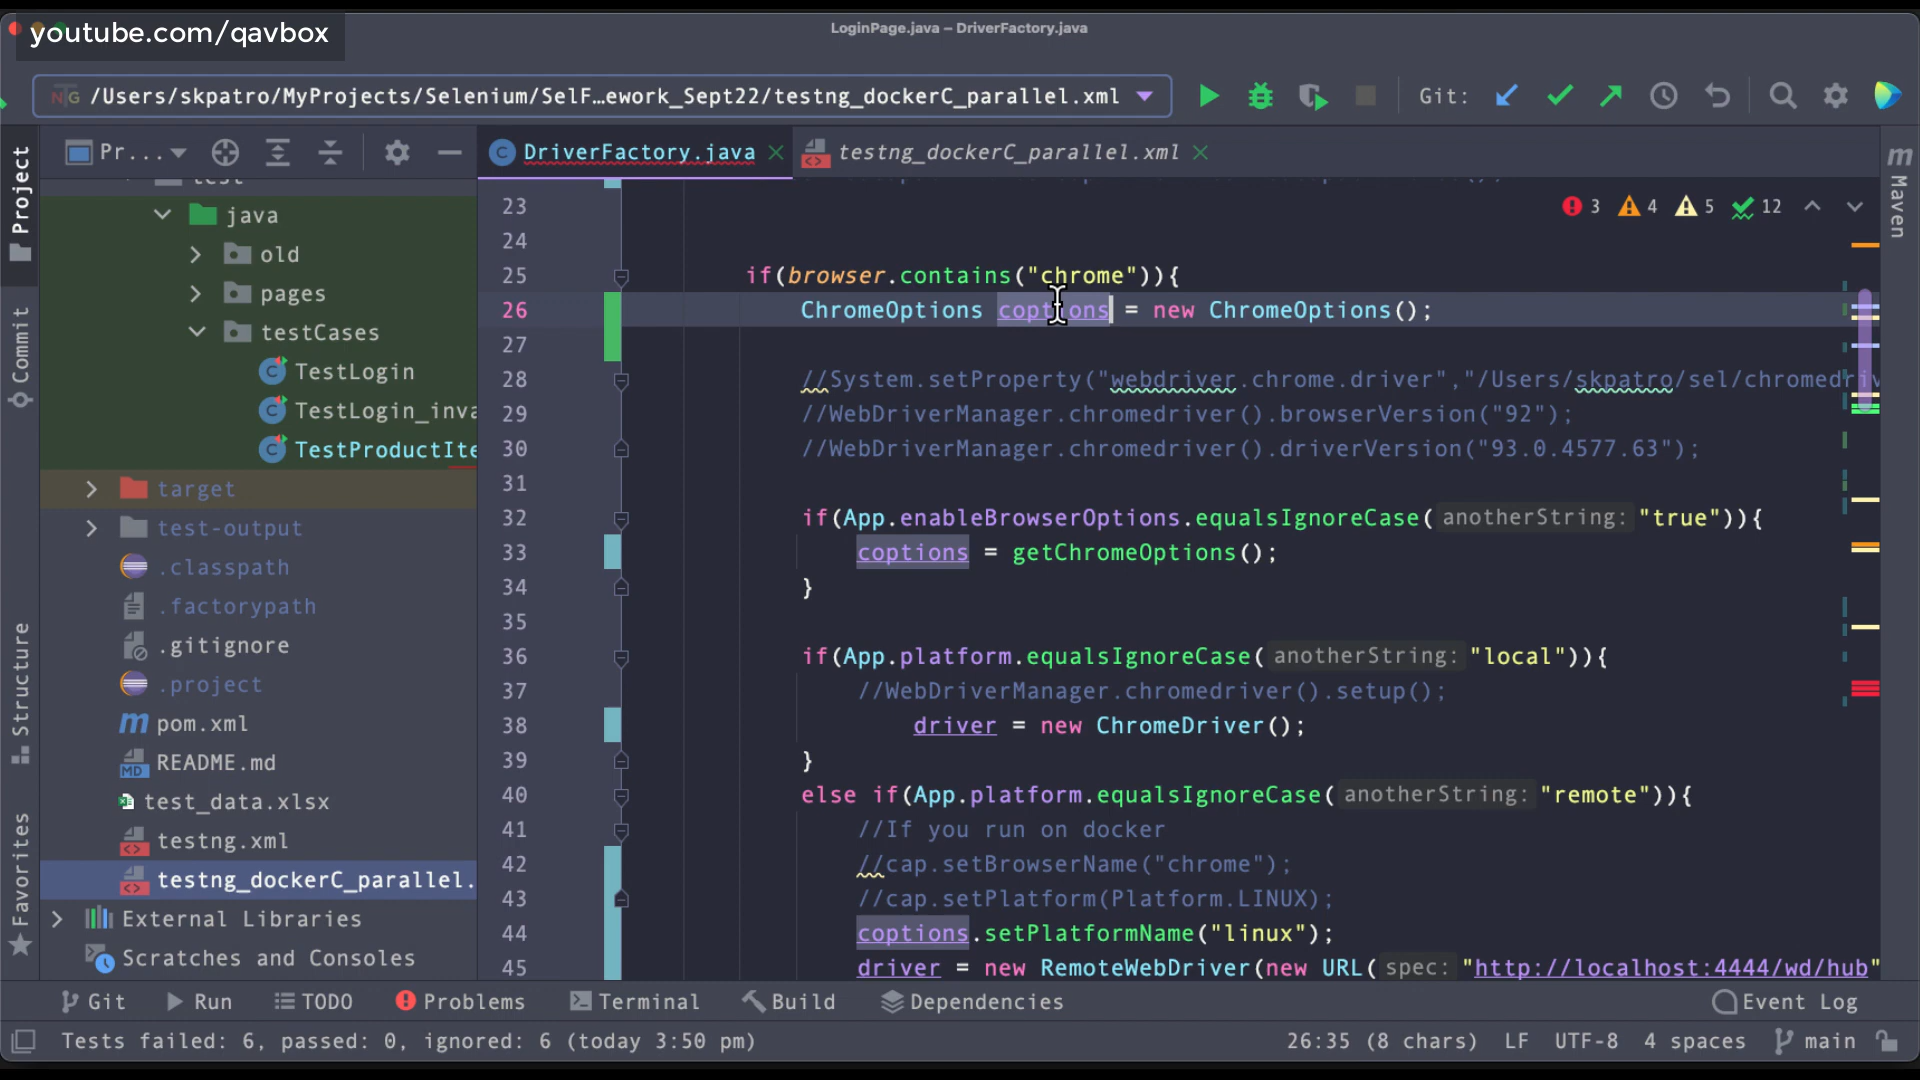 youtube.com/qavbox
LoginPage.java – DriverFactory.java
/Users/skpatro/MyProjects/Selenium/SelF…ework_Sept22/testng_dockerC_parallel.xml
Git:
Project
Commit
Structure
Favorites
Maven
Pr...
DriverFactory.java
testng_dockerC_parallel.xml
java
old
pages
testCases
TestLogin
TestLogin_inva
TestProductIte
target
test-output
.classpath
.factorypath
.gitignore
.project
pom.xml
README.md
test_data.xlsx
testng.xml
testng_dockerC_parallel.
External Libraries
Scratches and Consoles
3 4 5 12
23
24
25 if(browser.contains("chrome")){
26 ChromeOptions coptions = new ChromeOptions();
27
28 //System.setProperty("webdriver.chrome.driver","/Users/skpatro/sel/chromedriv
29 //WebDriverManager.chromedriver().browserVersion("92");
30 //WebDriverManager.chromedriver().driverVersion("93.0.4577.63");
31
32 if(App.enableBrowserOptions.equalsIgnoreCase( anotherString: "true")){
33 coptions = getChromeOptions();
34 }
35
36 if(App.platform.equalsIgnoreCase( anotherString: "local")){
37 //WebDriverManager.chromedriver().setup();
38 driver = new ChromeDriver();
39 }
40 else if(App.platform.equalsIgnoreCase( anotherString: "remote")){
41 //If you run on docker
42 //cap.setBrowserName("chrome");
43 //cap.setPlatform(Platform.LINUX);
44 coptions.setPlatformName("linux");
45 driver = new RemoteWebDriver(new URL( spec: "http://localhost:4444/wd/hub"
Git Run TODO Problems Terminal Build Dependencies Event Log
Tests failed: 6, passed: 0, ignored: 6 (today 3:50 pm) 26:35 (8 chars) LF UTF-8 4 spaces main